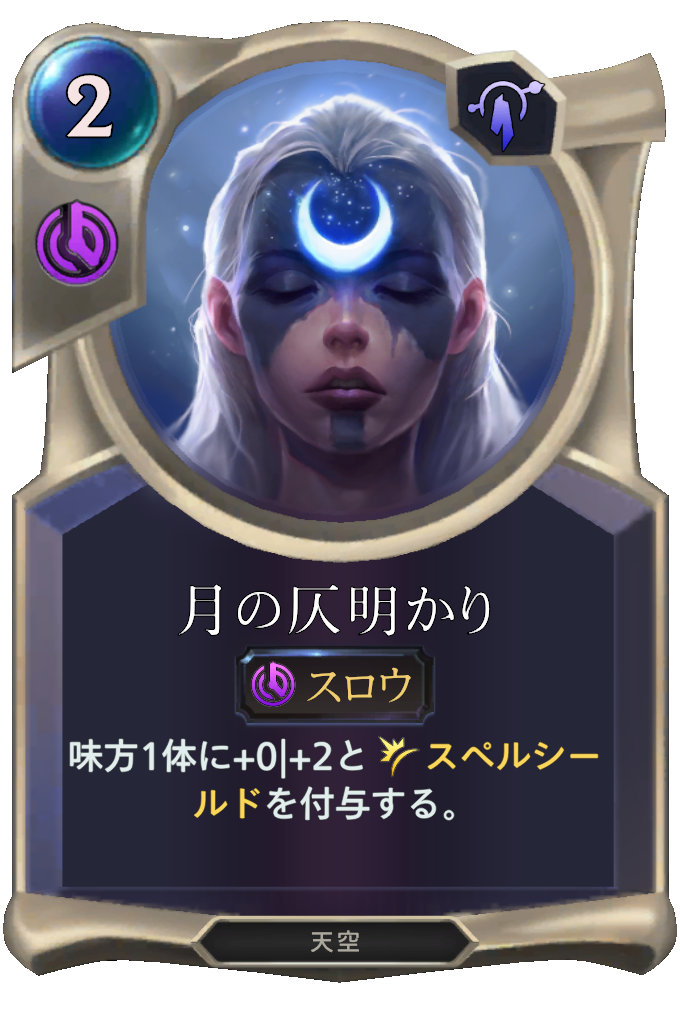 2
月の仄明かり
スロウ
味方1体に+0|+2と スペルシー
ルドを付与する。
天空